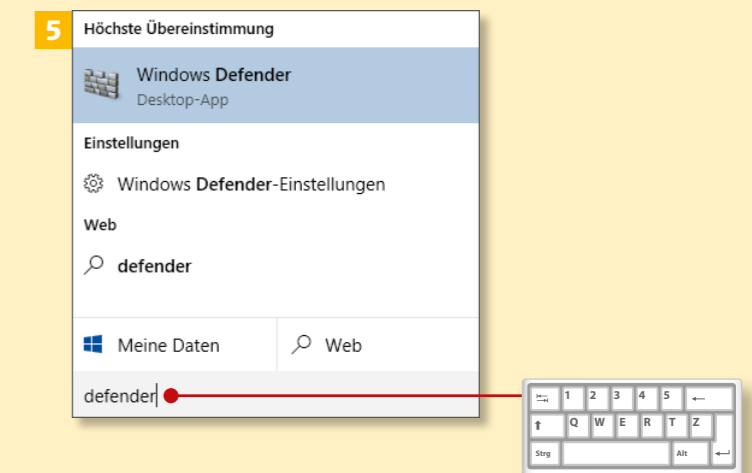 5
Höchste Übereinstimmung
Windows Defender
Desktop-App
Einstellungen
Windows Defender-Einstellungen
Web
defender
Meine Daten Web
defender
1 2 3 4 5
Q W E R T Z
Strg Alt